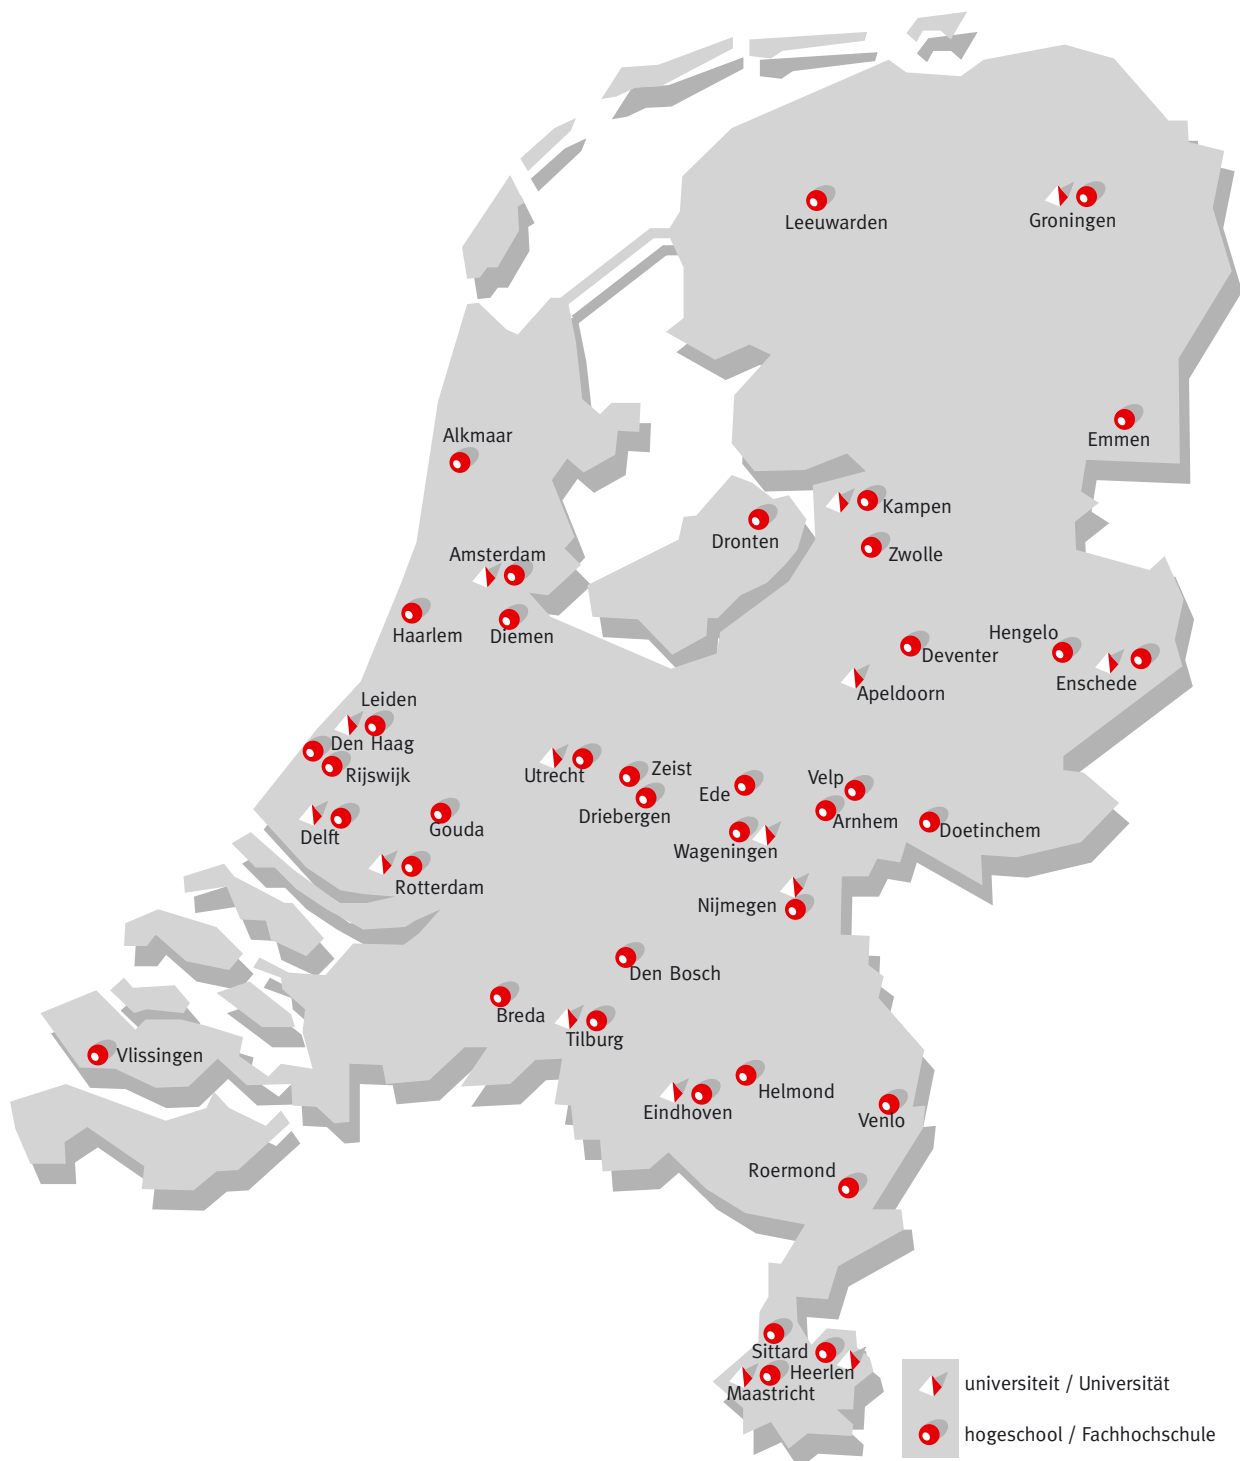 Leeuwarden
Groningen
Emmen
Alkmaar
Kampen
Dronten
Zwolle
Amsterdam
Haarlem
Diemen
Hengelo
Deventer
Enschede
Apeldoorn
Leiden
Den Haag
Rijswijk
Utrecht
Zeist
Driebergen
Ede
Velp
Arnhem
Doetinchem
Delft
Gouda
Wageningen
Rotterdam
Nijmegen
Den Bosch
Breda
Tilburg
Vlissingen
Helmond
Eindhoven
Venlo
Roermond
Sittard
Heerlen
Maastricht
universiteit / Universität
hogeschool / Fachhochschule